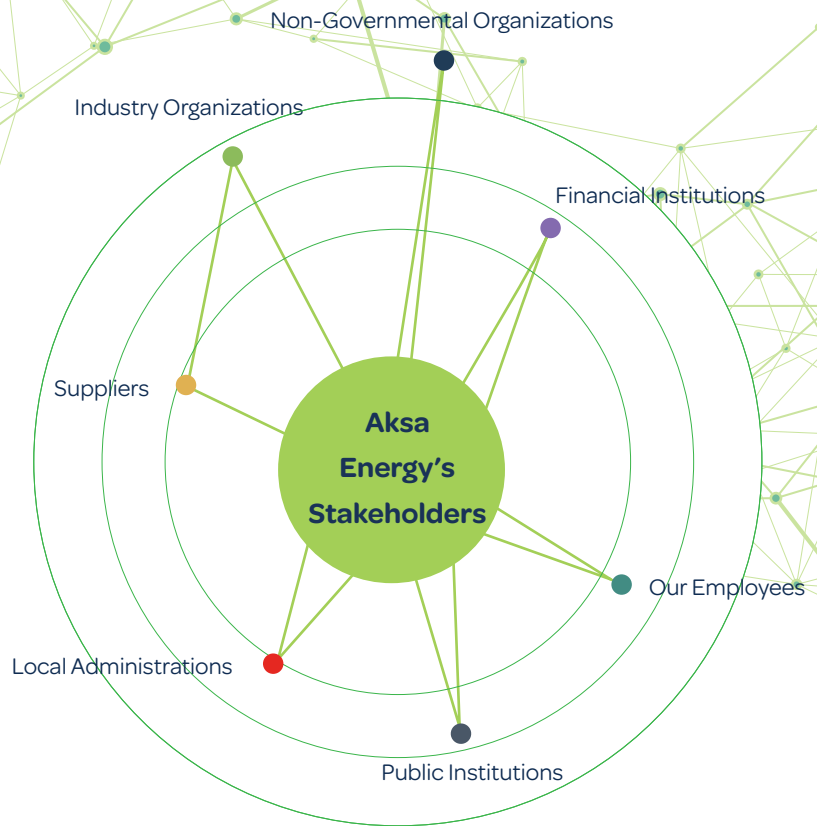 Non-Governmental Organizations
Industry Organizations
Financial Institutions
Suppliers
Aksa
Energy’s
Stakeholders
Our Employees
Local Administrations
Public Institutions